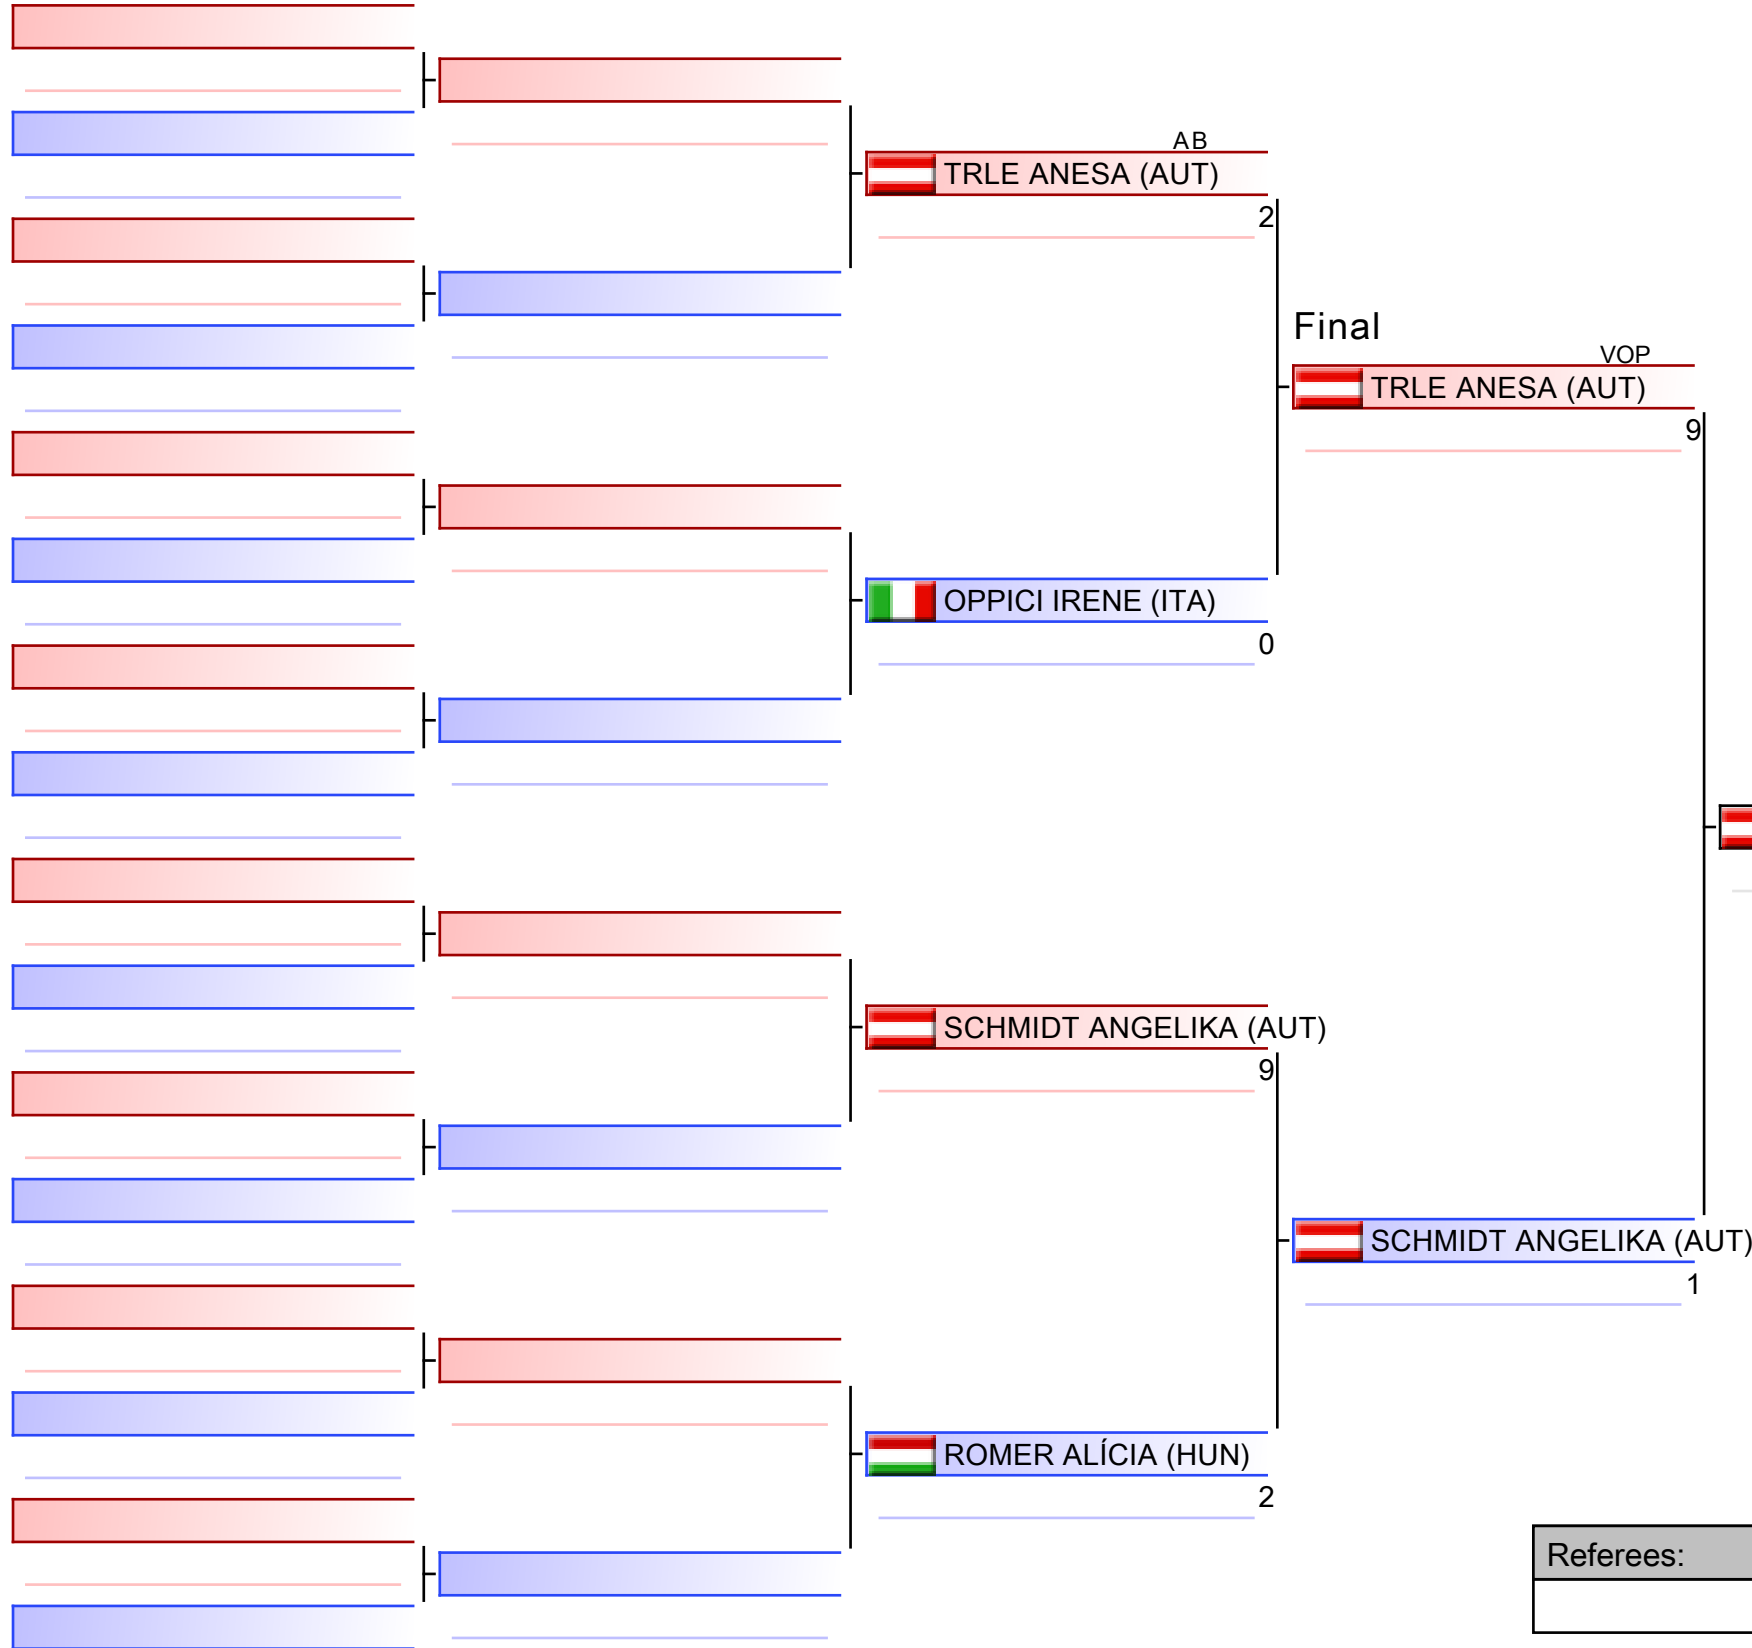 AB
TRLE ANESA (AUT)
2
Final
VOP
TRLE ANESA (AUT)
9
OPPICI IRENE (ITA)
0
SCHMIDT ANGELIKA (AUT)
9
SCHMIDT ANGELIKA (AUT)
1
ROMER ALÍCIA (HUN)
2
Referees: